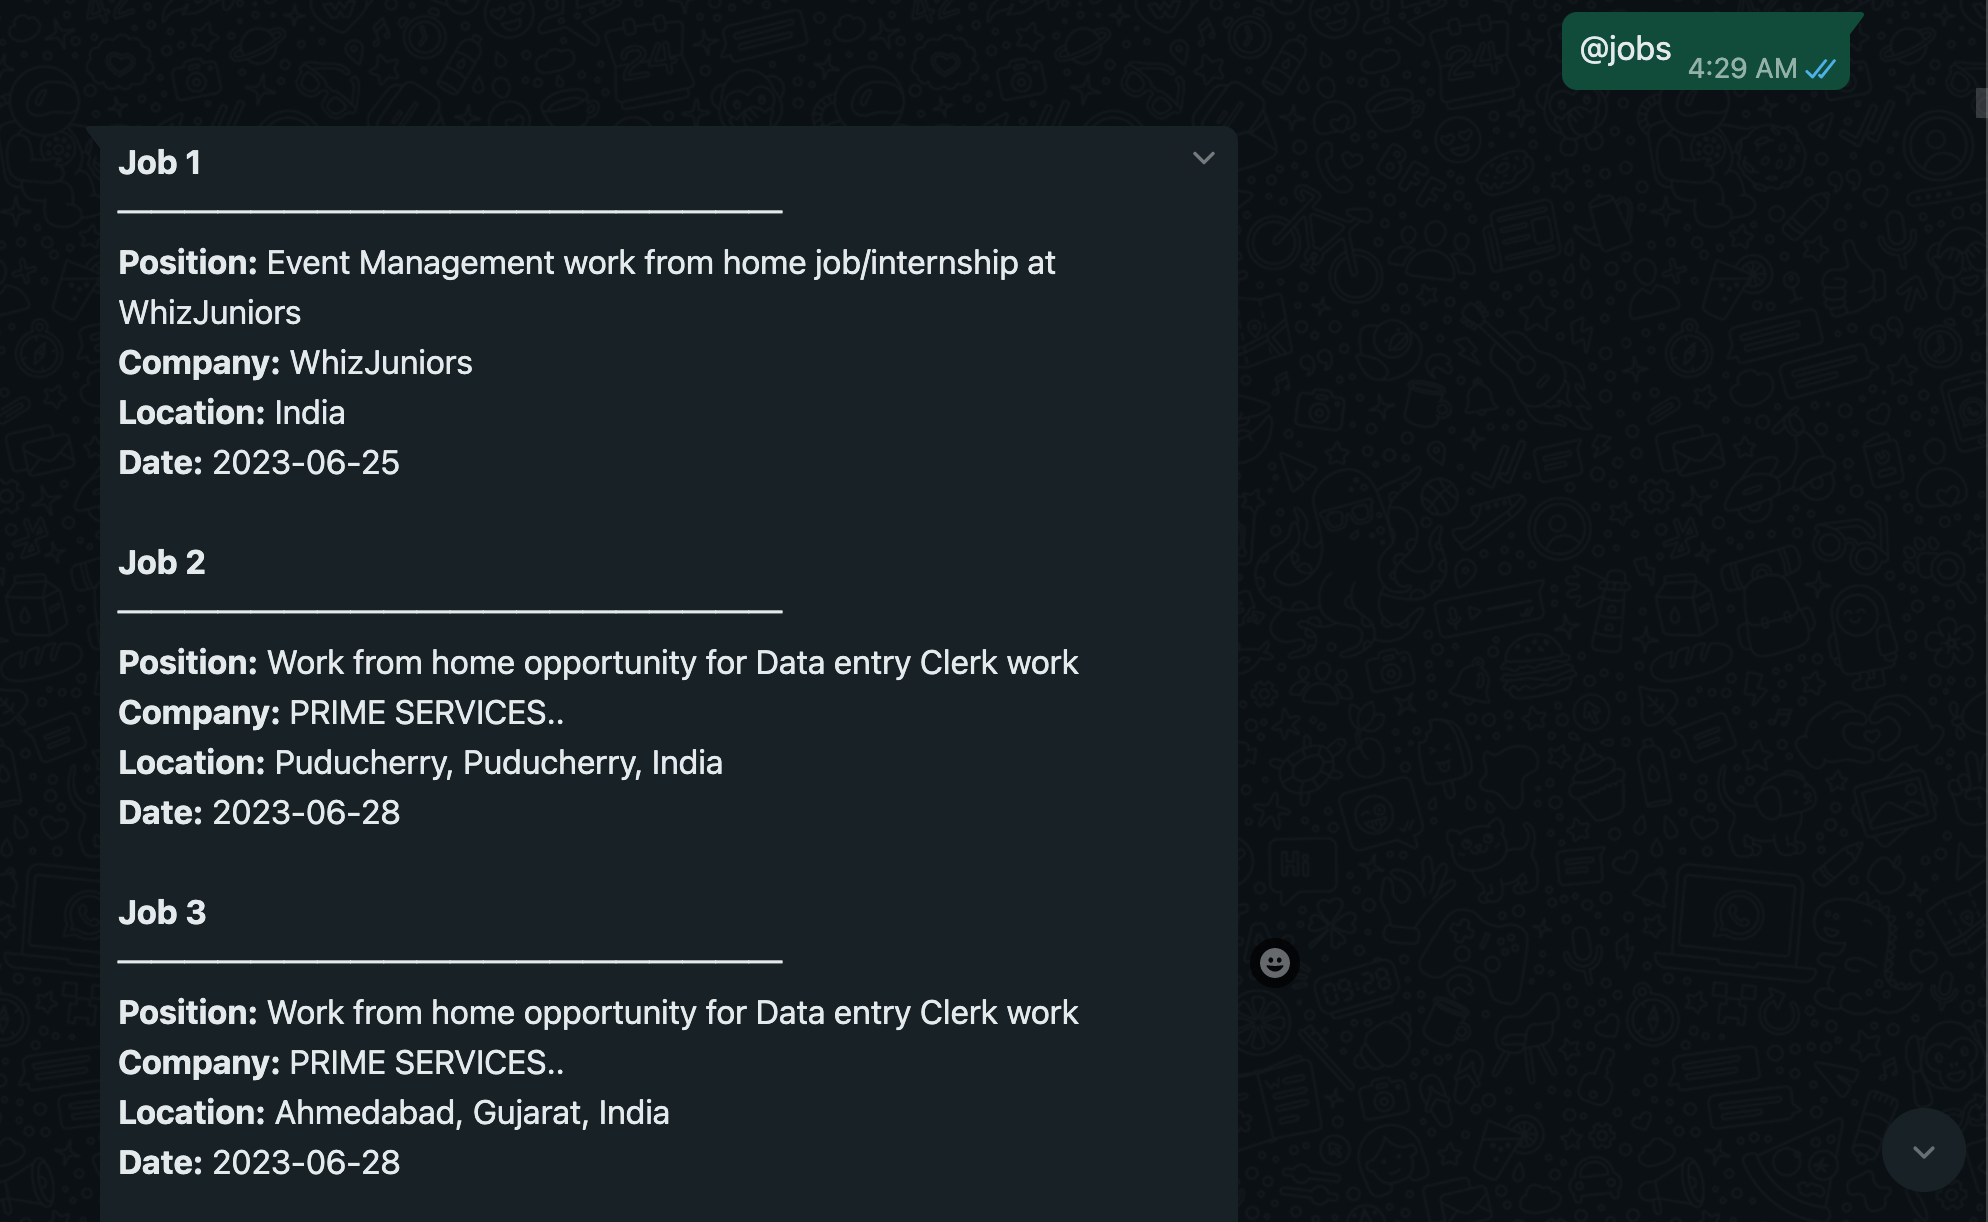 @jobs
4:29 AM
Job 1
Position: Event Management work from home job/internship at
WhizJuniors
Company: WhizJuniors
Location: India
Date: 2023-06-25
Job 2
Position: Work from home opportunity for Data entry Clerk work
Company: PRIME SERVICES..
Location: Puducherry, Puducherry, India
Date: 2023-06-28
Job 3
Position: Work from home opportunity for Data entry Clerk work
Company: PRIME SERVICES..
Location: Ahmedabad, Gujarat, India
Date: 2023-06-28